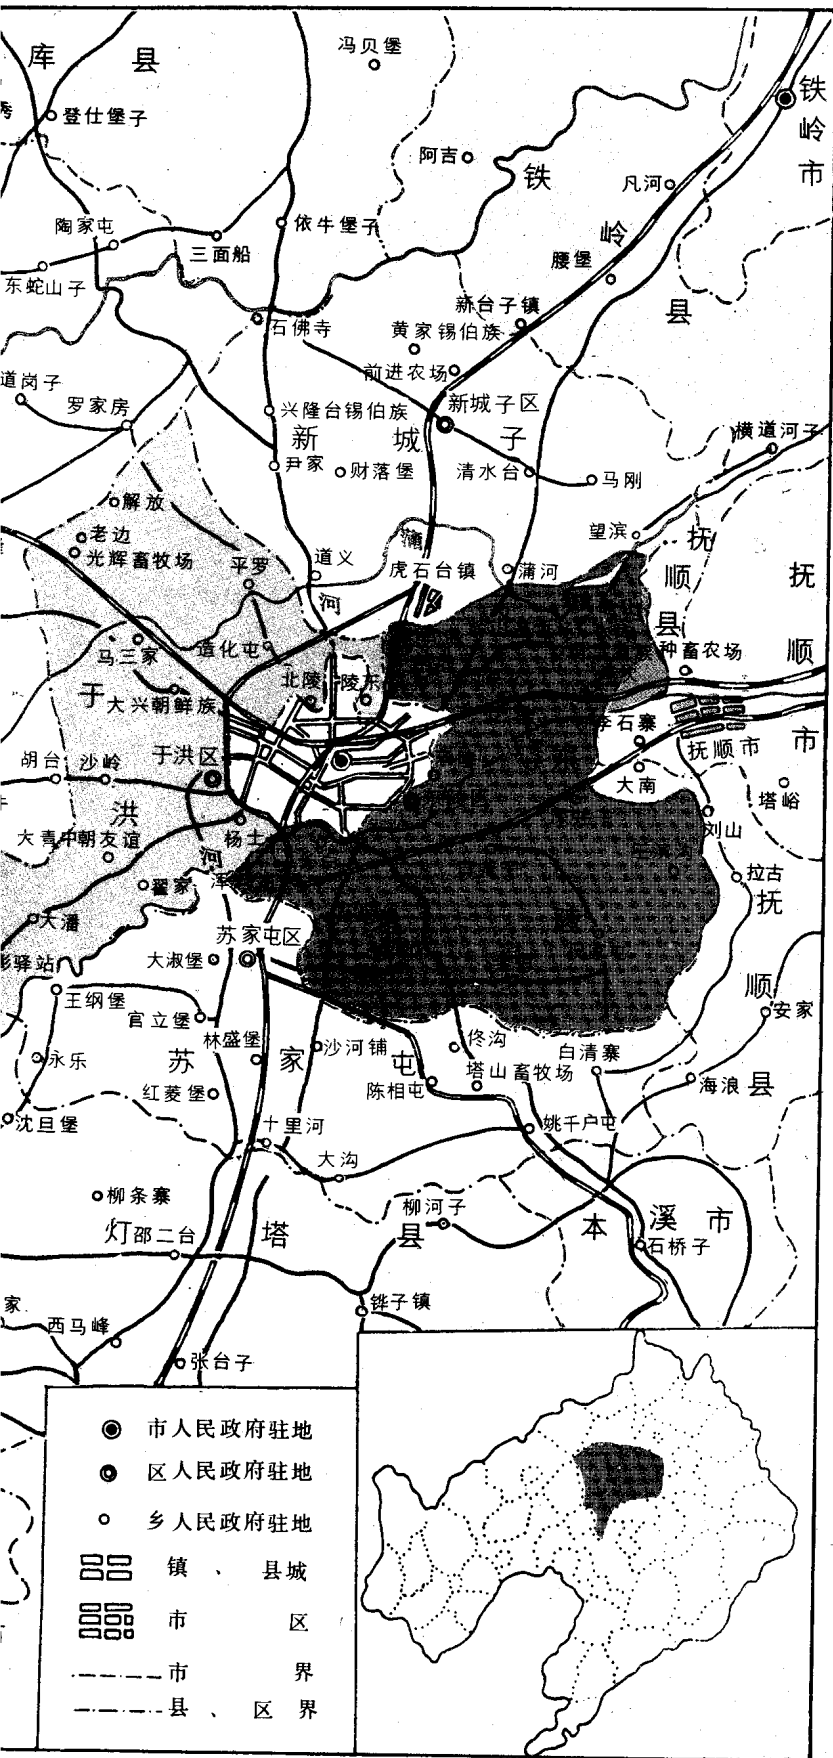 库 县
冯贝堡
铁岭市
登仕堡子
阿吉
铁
凡河
陶家屯
依牛堡子
岭
三面船
腰堡
东蛇山子
新台子镇
县
石佛寺
黄家锡伯族
前进农场
道岗子
罗家房
兴隆台锡伯族
新城子区
新 城 子
横道河子
尹家
财落堡
清水台
马刚
解放
望滨
抚顺县
老边
光辉畜牧场
蒲
道义
平罗
虎石台镇
蒲河
抚顺市
河
马三家
造化屯
种畜农场
北陵
东陵
于
大兴朝鲜族
李石寨
于洪区
抚顺市
胡台
沙岭
大南
塔峪
洪
大青中朝友谊
杨士
刘山
河
翟家
拉古
抚
大潘
苏家屯区
彰驿站
大淑堡
顺
王纲堡
官立堡
安家
林盛堡
沙河铺
佟沟
白清寨
永乐
苏 家 屯
塔山畜牧场
红菱堡
陈相屯
海浪
县
沈旦堡
十里河
姚千户屯
大沟
柳条寨
柳河子
灯 塔 县
邵二台
本 溪 市
石桥子
家
铧子镇
西马峰
张台子
市人民政府驻地
区人民政府驻地
乡人民政府驻地
镇 、 县城
市 区
市 界
县 、 区 界